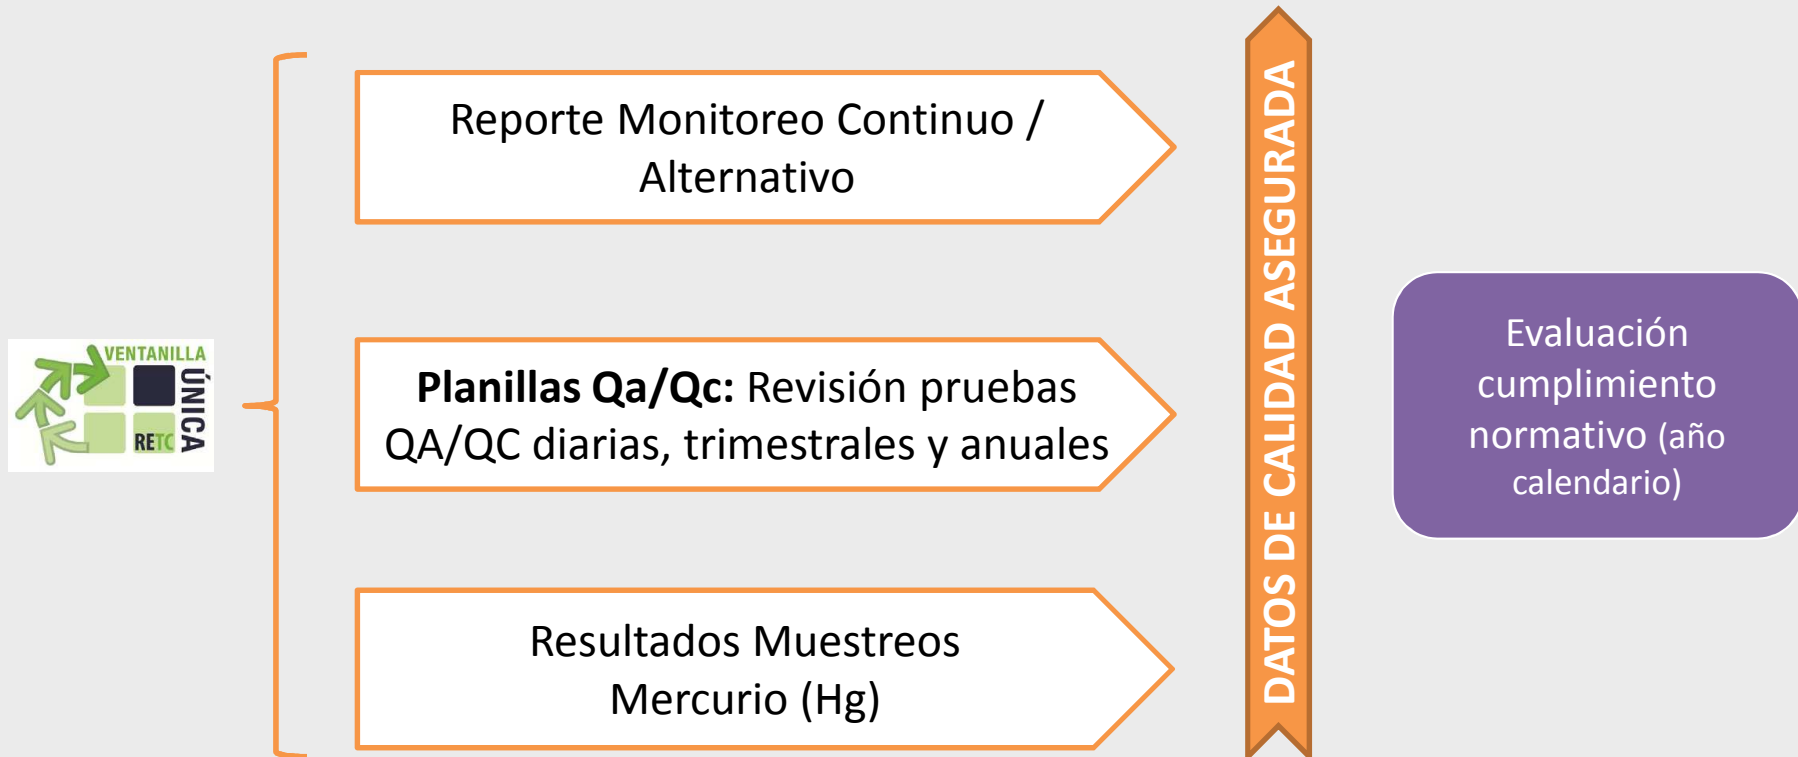 VENTANILLA
ÚNICA
RETC
Reporte Monitoreo Continuo /
Alternativo
Planillas Qa/Qc: Revisión pruebas
QA/QC diarias, trimestrales y anuales
Resultados Muestreos
Mercurio (Hg)
DATOS DE CALIDAD ASEGURADA
Evaluación
cumplimiento
normativo (año
calendario)